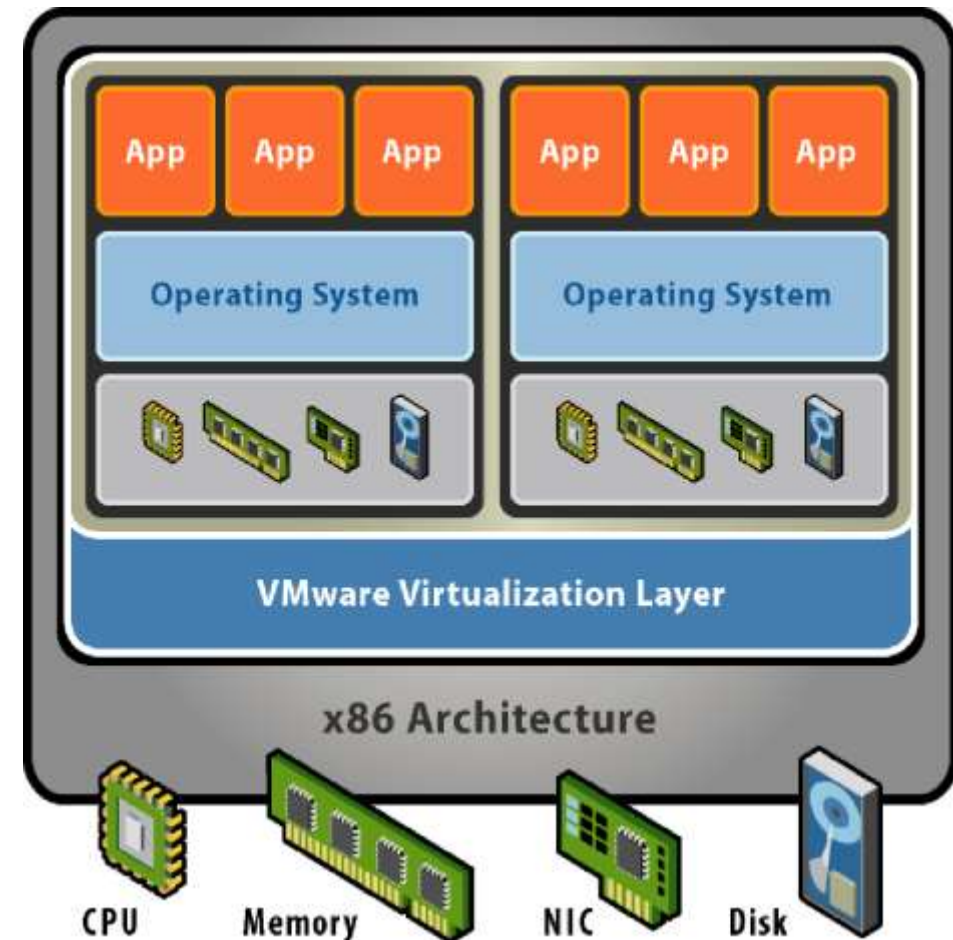 App App App App App App
Operating System Operating System
VMware Virtualization Layer
x86 Architecture
CPU Memory NIC Disk